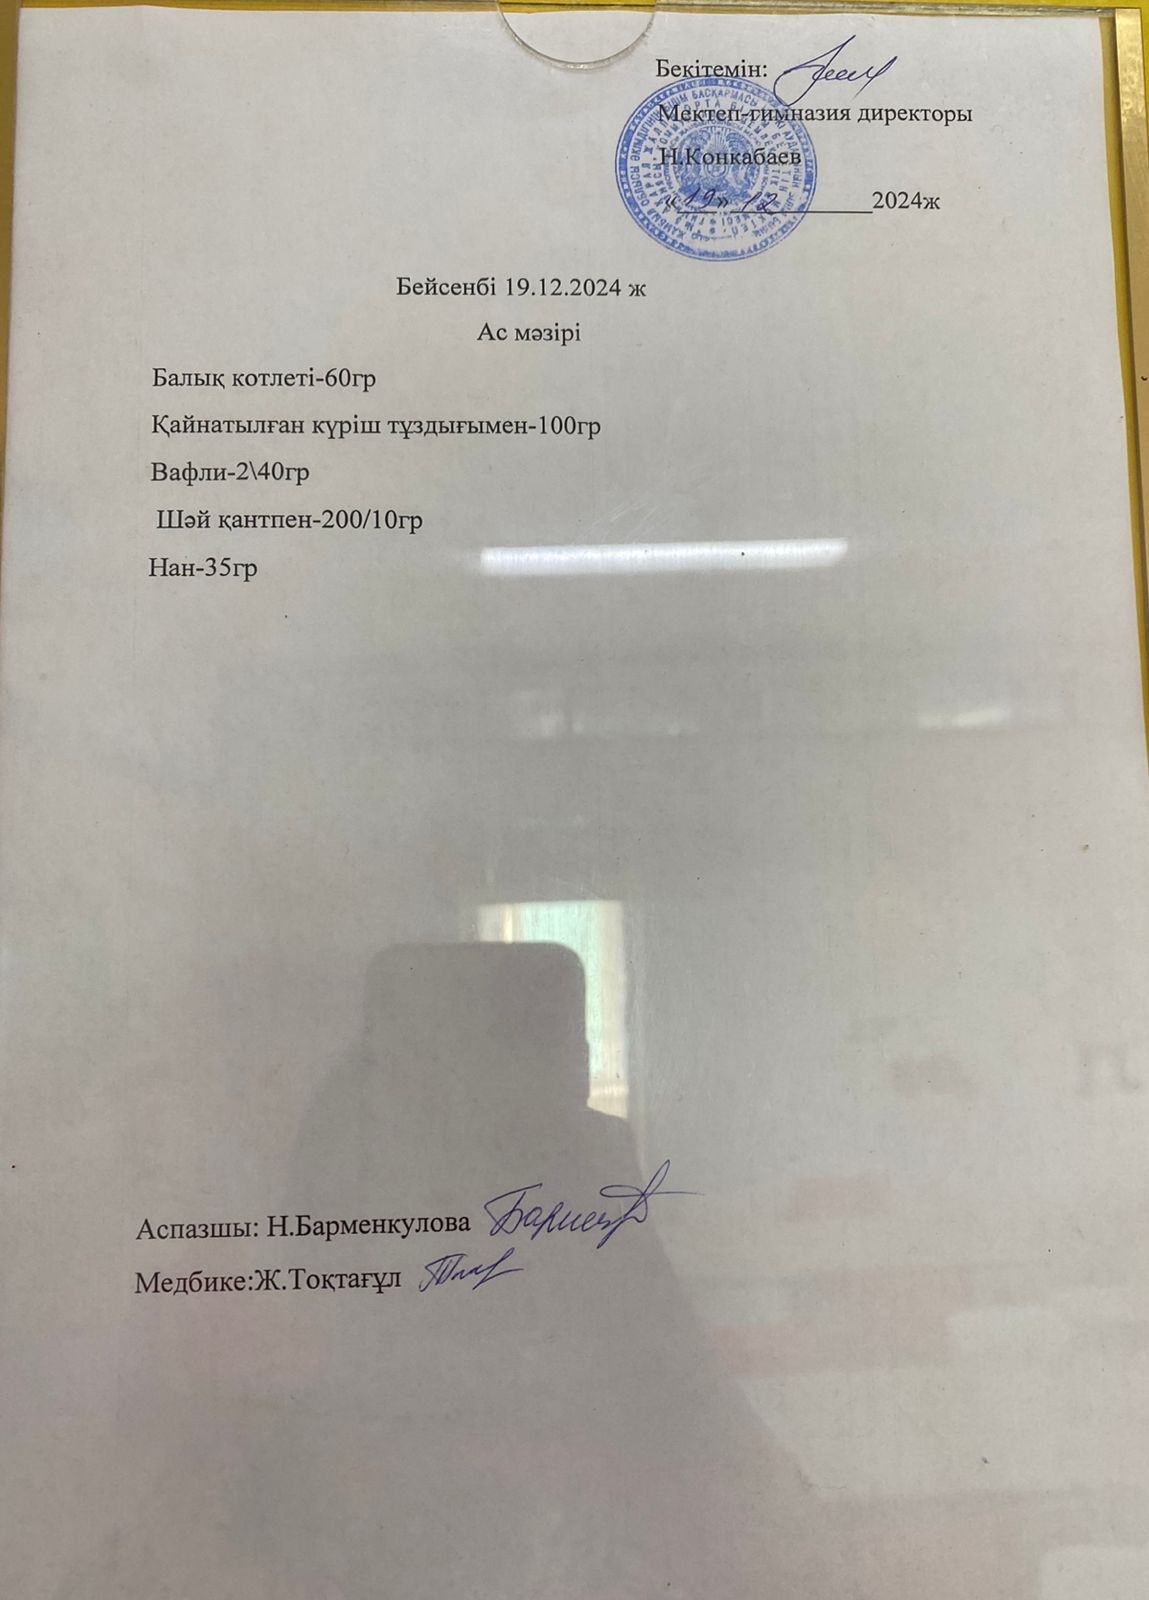 Бекітемін:
Мектеп-гимназия директоры
Н.Конкабаев
«19» 12 2024ж
Бейсенбі 19.12.2024 ж
Ас мәзірі
Балық котлеті-60гр
Қайнатылған күріш тұздығымен-100гр
Вафли-2\40гр
Шәй қантпен-200/10гр
Нан-35гр
Аспазшы: Н.Барменкулова
Медбике:Ж.Тоқтағұл